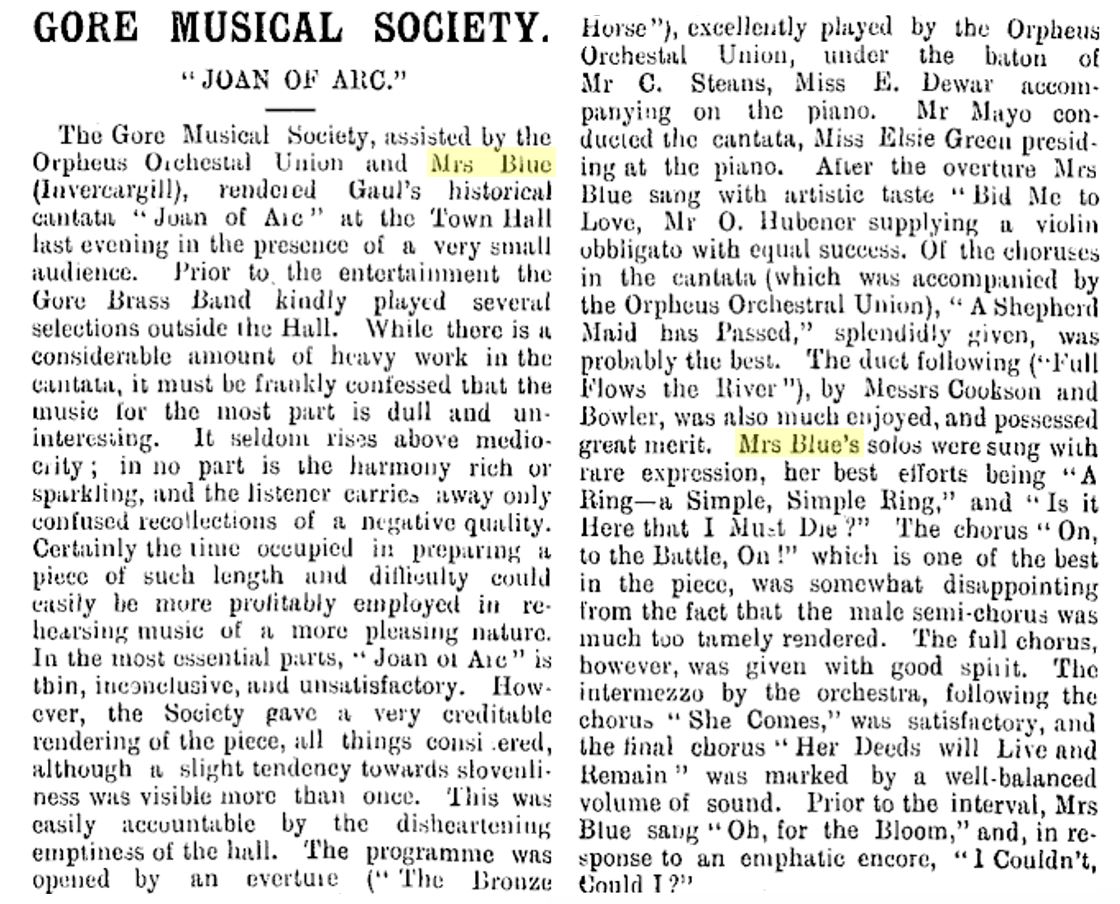 GORE MUSICAL SOCIETY.
"JOAN OF ARC."
The Gore Musical Society, assisted by the
Orpheus Orchestal Union and Mrs Blue
(Invercargill), rendered Gaul's historical
cantata "Joan of Arc" at the Town Hall
last evening in the presence of a very small
audience. Prior to the entertainment the
Gore Brass Band kindly played several
selections outside the Hall. While there is a
considerable amount of heavy work in the
cantata, it must be frankly confessed that the
music for the most part is dull and un-
interesting. It seldom rises above medio-
crity; in no part is the harmony rich or
sparkling, and the listener carries away only
confused recollections of a negative quality.
Certainly the time occupied in preparing a
piece of such length and difficulty could
easily be more profitably employed in re-
hearsing music of a more pleasing nature.
In the most essential parts, "Joan of Arc" is
thin, inconclusive, and unsatisfactory. How-
ever, the Society gave a very creditable
rendering of the piece, all things consi ered,
although a slight tendency towards slovenli-
ness was visible more than once. This was
easily accountable by the disheartening
emptiness of the hall. The programme was
opened by an overture ("The Bronze
Horse"), excellently played by the Orpheus
Orchestal Union, under the baton of
Mr C. Steans, Miss E. Dewar accom-
panying on the piano. Mr Mayo con-
ducted the cantata, Miss Elsie Green presid-
ing at the piano. After the overture Mrs
Blue sang with artistic taste "Bid Me to
Love, Mr O. Hubener supplying a violin
obbligato with equal success. Of the choruses
in the cantata (which was accompanied by
the Orpheus Orchestral Union), "A Shepherd
Maid has Passed," splendidly given, was
probably the best. The duet following ("Full
Flows the River"), by Messrs Cookson and
Bowler, was also much enjoyed, and possessed
great merit. Mrs Blue's solos were sung with
rare expression, her best efforts being "A
Ring—a Simple, Simple Ring," and "Is it
Here that I Must Die?" The chorus "On,
to the Battle, On!" which is one of the best
in the piece, was somewhat disappointing
from the fact that the male semi-chorus was
much too tamely rendered. The full chorus,
however, was given with good spirit. The
intermezzo by the orchestra, following the
chorus "She Comes," was satisfactory, and
the final chorus "Her Deeds will Live and
Remain" was marked by a well-balanced
volume of sound. Prior to the interval, Mrs
Blue sang "Oh, for the Bloom," and, in re-
sponse to an emphatic encore, "I Couldn't,
Could I?"